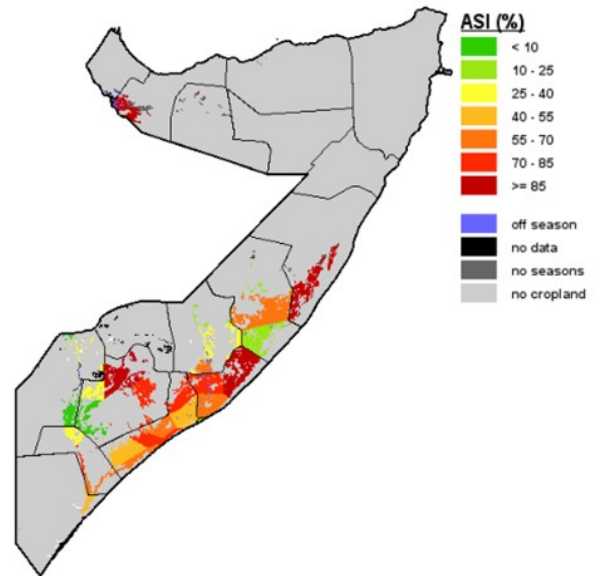 ASI (%)
< 10
10 - 25
25 - 40
40 - 55
55 - 70
70 - 85
>= 85
off season
no data
no seasons
no cropland